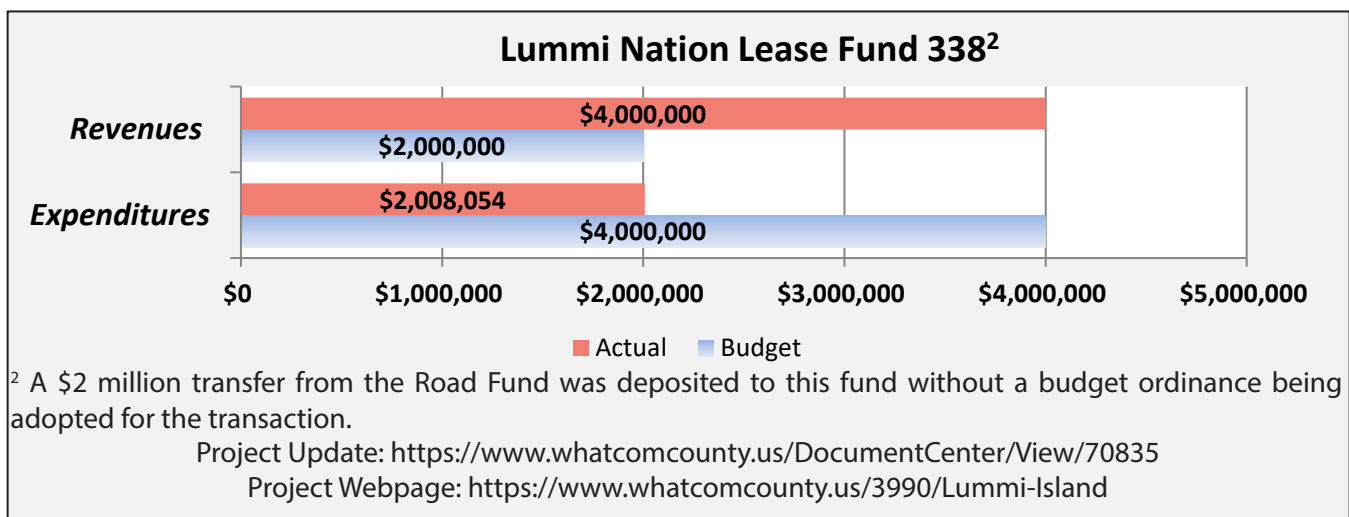 Lummi Nation Lease Fund 338²
Revenues
$4,000,000
$2,000,000
Expenditures
$2,008,054
$4,000,000
$0 $1,000,000 $2,000,000 $3,000,000 $4,000,000 $5,000,000
Actual Budget
² A $2 million transfer from the Road Fund was deposited to this fund without a budget ordinance being
adopted for the transaction.
Project Update: https://www.whatcomcounty.us/DocumentCenter/View/70835
Project Webpage: https://www.whatcomcounty.us/3990/Lummi-Island